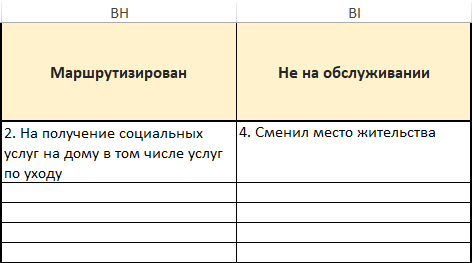 BH BI
Маршрутизирован Не на обслуживании
2. На получение социальных 4. Сменил место жительства
услуг на дому в том числе услуг
по уходу